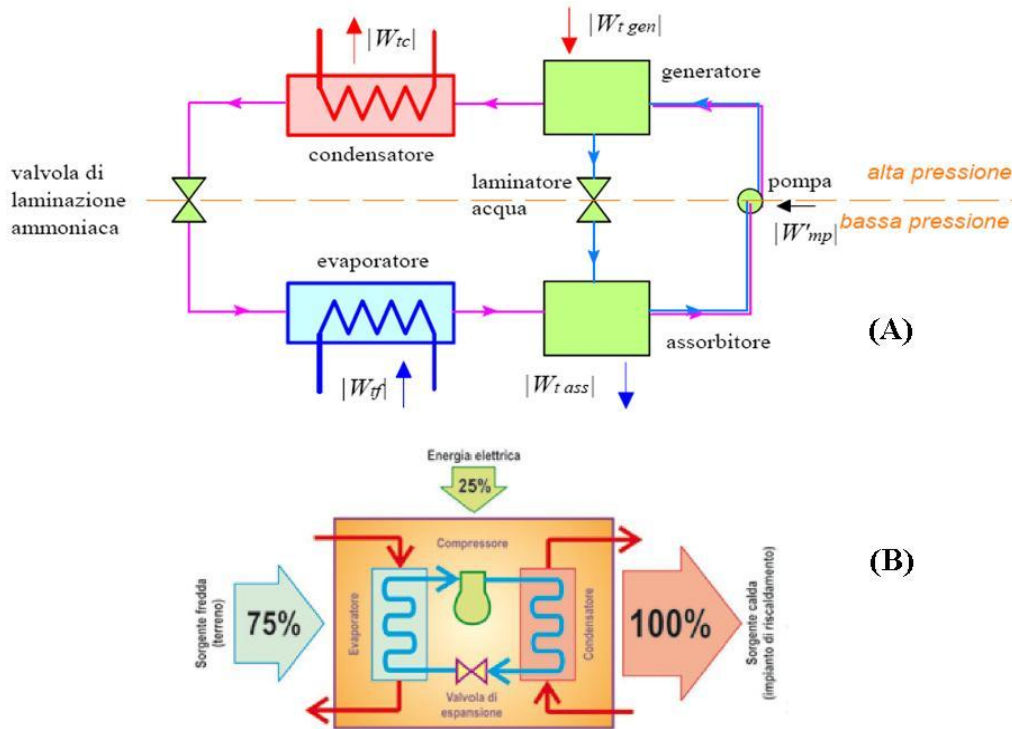 |Wtc|
|Wt gen|
generatore
condensatore
valvola di
laminazione
ammoniaca
laminatore
acqua
pompa
alta pressione
bassa pressione
|W'mp|
evaporatore
assorbitore
(A)
|Wtf|
|Wt ass|
Energia elettrica
25%
Compressore
(B)
Sorgente fredda
(terreno)
75%
Evaporatore
Condensatore
100%
Sorgente calda
(impianto di riscaldamento)
Valvola di
espansione